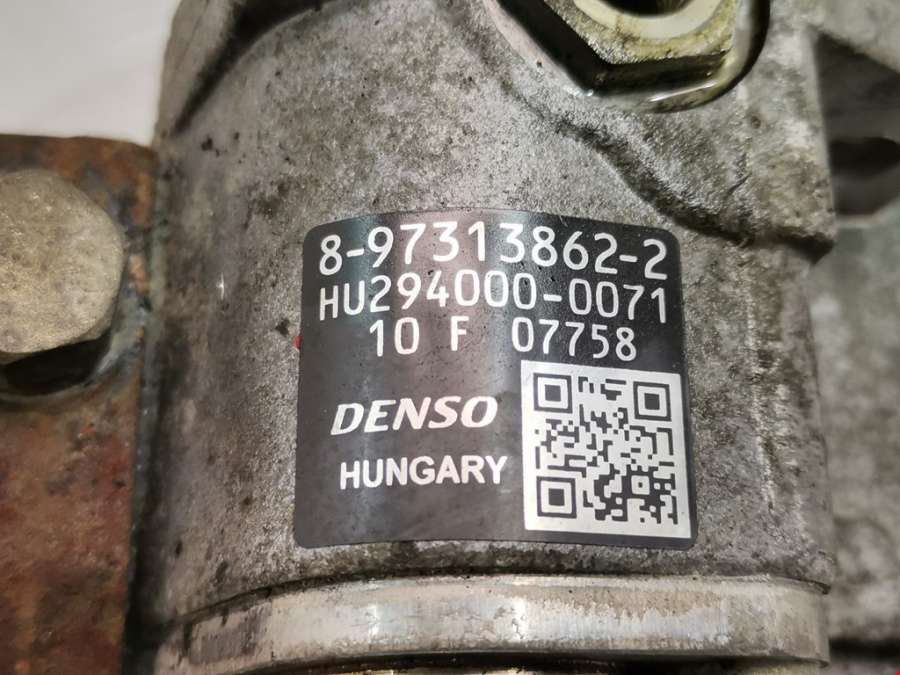 8-97313862-2
HU294000-0071
10 F 07758
DENSO
HUNGARY